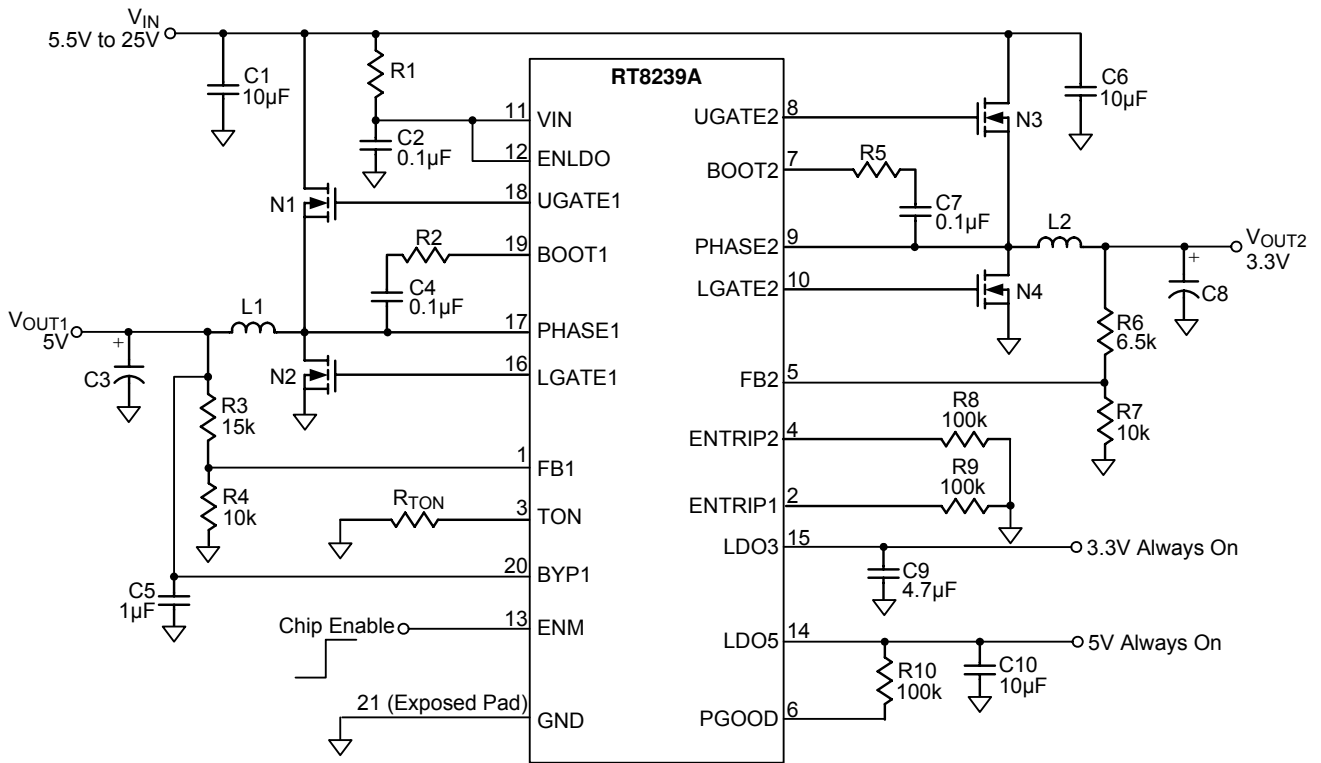 VIN
5.5V to 25V
C1
10µF
R1
C2
0.1µF
RT8239A
11
VIN
12
ENLDO
N1
18
UGATE1
R2
19
BOOT1
C4
0.1µF
L1
VOUT1
5V
+
C3
17
PHASE1
N2
16
LGATE1
R3
15k
1
FB1
R4
10k
RTON
3
TON
20
BYP1
C5
1µF
Chip Enable
13
ENM
21 (Exposed Pad)
GND
UGATE2
8
N3
C6
10µF
BOOT2
7
R5
C7
0.1µF
PHASE2
9
L2
VOUT2
3.3V
+
C8
LGATE2
10
N4
R6
6.5k
FB2
5
R7
10k
R8
100k
ENTRIP2
4
R9
100k
ENTRIP1
2
LDO3
15
3.3V Always On
C9
4.7µF
LDO5
14
5V Always On
R10
100k
C10
10µF
PGOOD
6